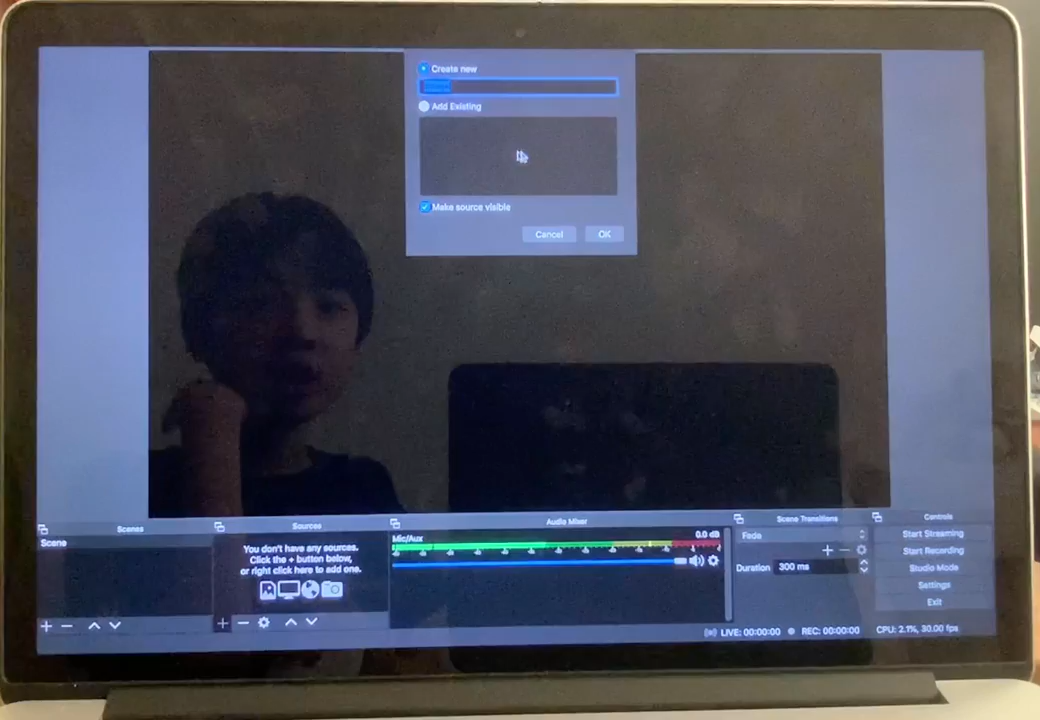 Create new
Add Existing
Make source visible
Cancel
OK
Scenes
Scene
Sources
You don't have any sources.
Click the + button below,
or right click here to add one.
Audio Mixer
Mic/Aux
0.0 dB
Scene Transitions
Fade
Duration
300 ms
Controls
Start Streaming
Start Recording
Studio Mode
Settings
Exit
LIVE: 00:00:00
REC: 00:00:00
CPU: 2.1%, 30.00 fps